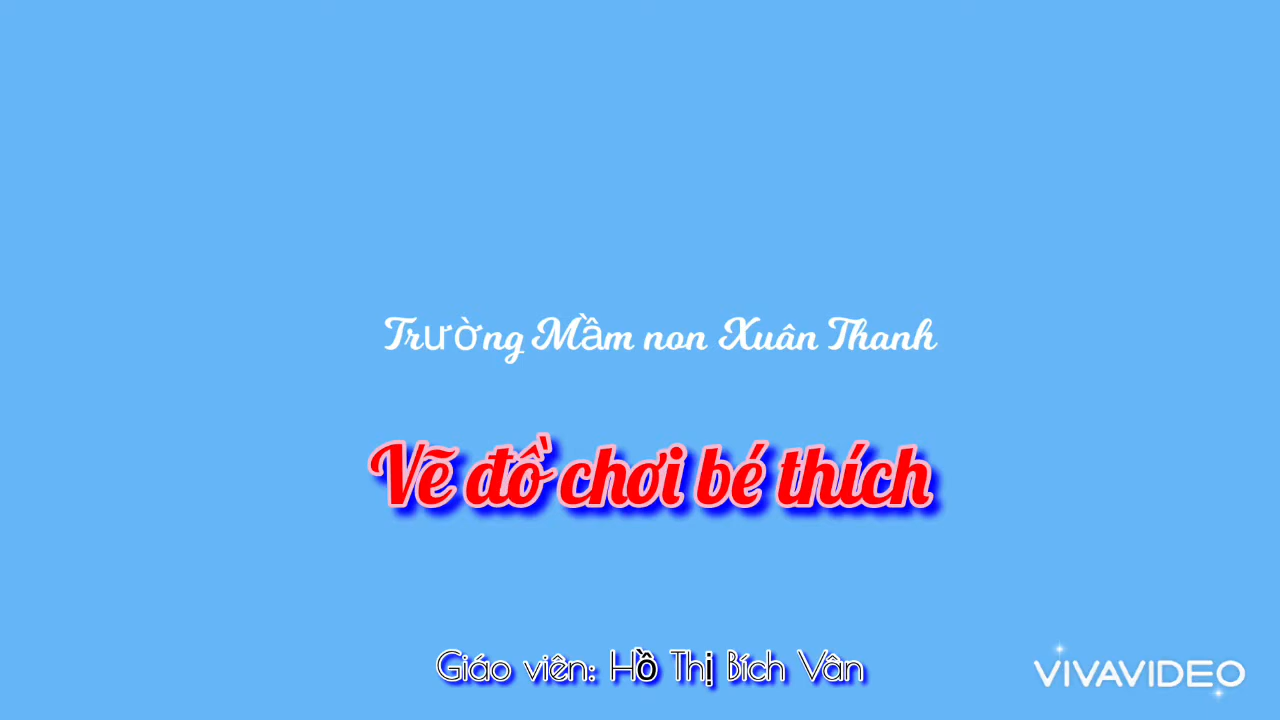 Trường Mầm non Xuân Thanh
Vẽ đồ chơi bé thích
Giáo viên: Hồ Thị Bích Vân
VIVAVIDEO